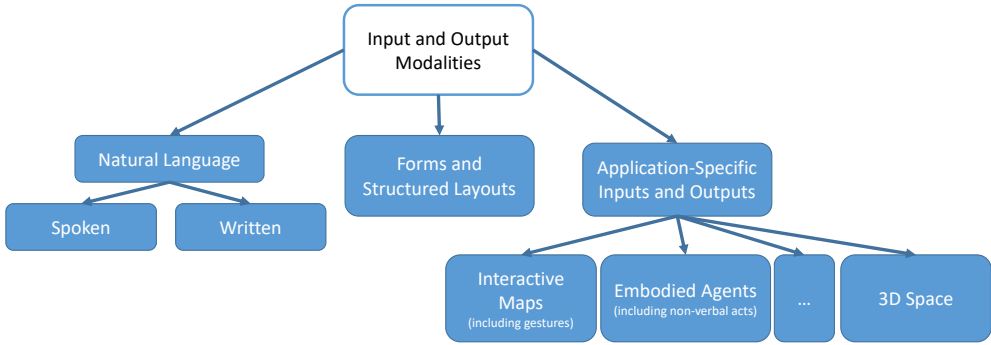 Input and Output
Modalities
Natural Language
Forms and
Structured Layouts
Application-Specific
Inputs and Outputs
Spoken
Written
Interactive
Maps
(including gestures)
Embodied Agents
(including non-verbal acts)
...
3D Space